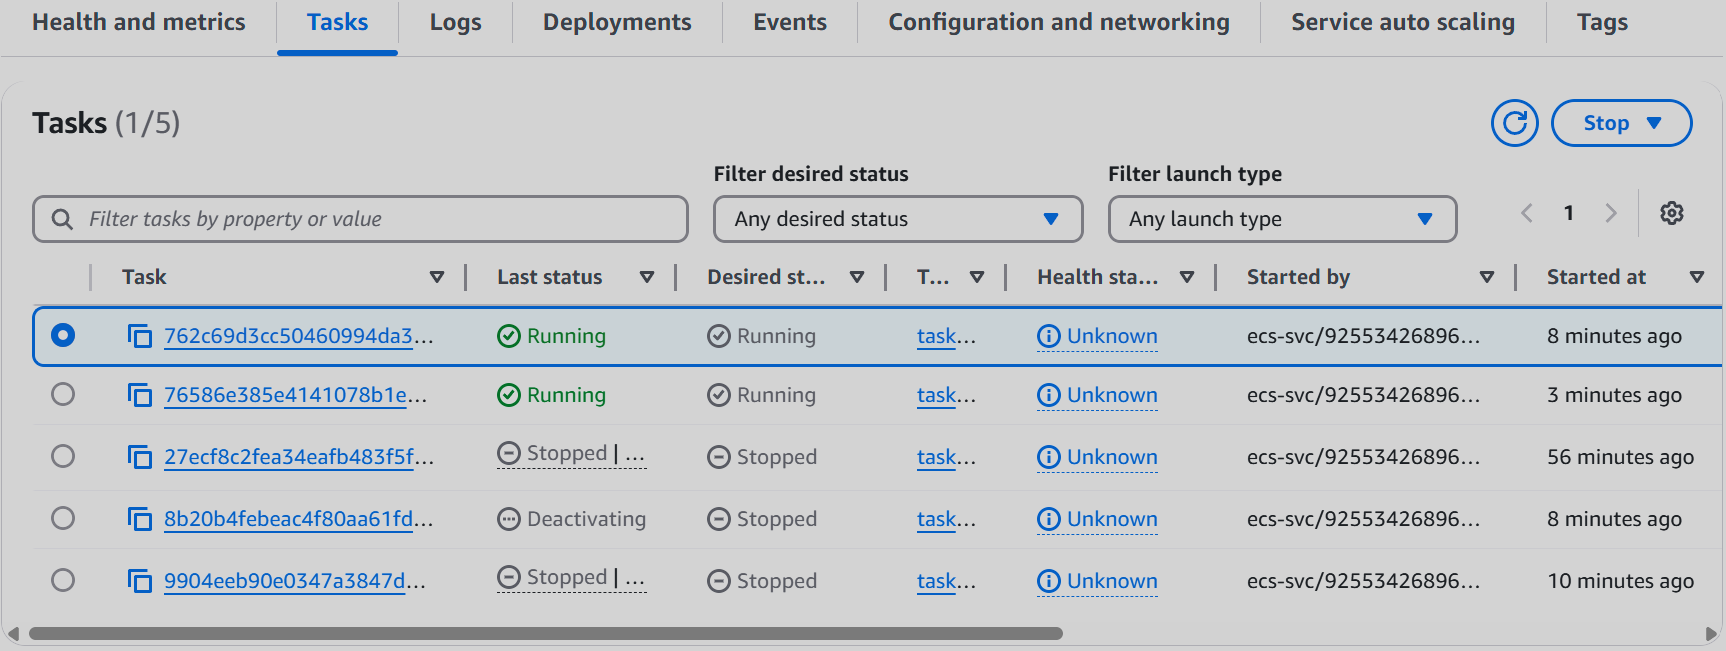 Health and metrics Tasks Logs Deployments Events Configuration and networking Service auto scaling Tags
Tasks (1/5)
Stop
Filter desired status Filter launch type
Filter tasks by property or value Any desired status Any launch type 1
Task Last status Desired st... T... Health sta... Started by Started at
762c69d3cc50460994da3... Running Running task... Unknown ecs-svc/92553426896... 8 minutes ago
76586e385e4141078b1e... Running Running task... Unknown ecs-svc/92553426896... 3 minutes ago
27ecf8c2fea34eafb483f5f... Stopped | ... Stopped task... Unknown ecs-svc/92553426896... 56 minutes ago
8b20b4febeac4f80aa61fd... Deactivating Stopped task... Unknown ecs-svc/92553426896... 8 minutes ago
9904eeb90e0347a3847d... Stopped | ... Stopped task... Unknown ecs-svc/92553426896... 10 minutes ago